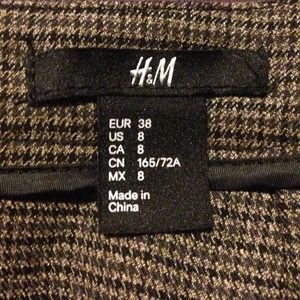 H&M
EUR 38
US 8
CA 8
CN 165/72A
MX 8
Made in
China